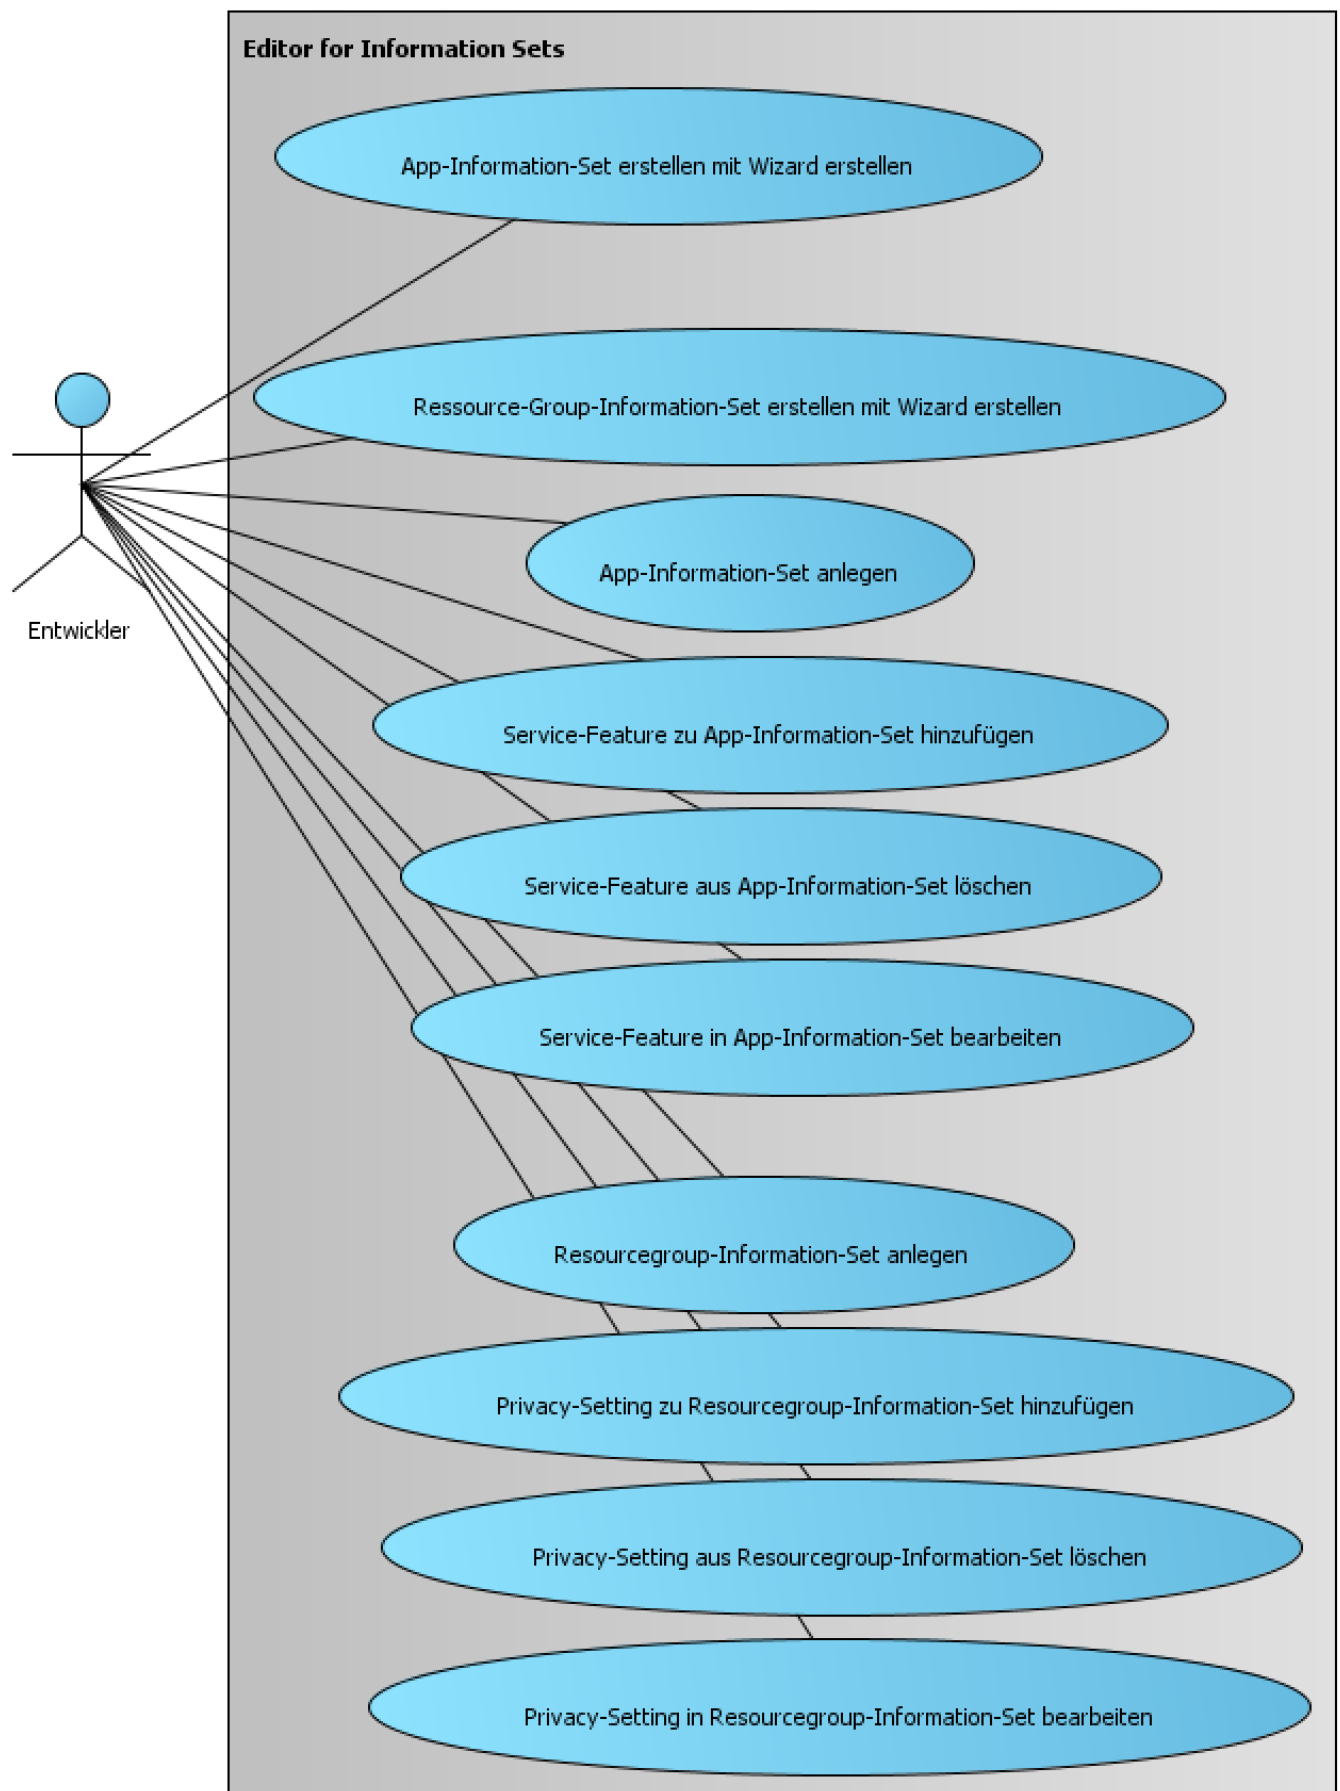 Editor for Information Sets
App-Information-Set erstellen mit Wizard erstellen
Ressource-Group-Information-Set erstellen mit Wizard erstellen
App-Information-Set anlegen
Entwickler
Service-Feature zu App-Information-Set hinzufügen
Service-Feature aus App-Information-Set löschen
Service-Feature in App-Information-Set bearbeiten
Resourcegroup-Information-Set anlegen
Privacy-Setting zu Resourcegroup-Information-Set hinzufügen
Privacy-Setting aus Resourcegroup-Information-Set löschen
Privacy-Setting in Resourcegroup-Information-Set bearbeiten